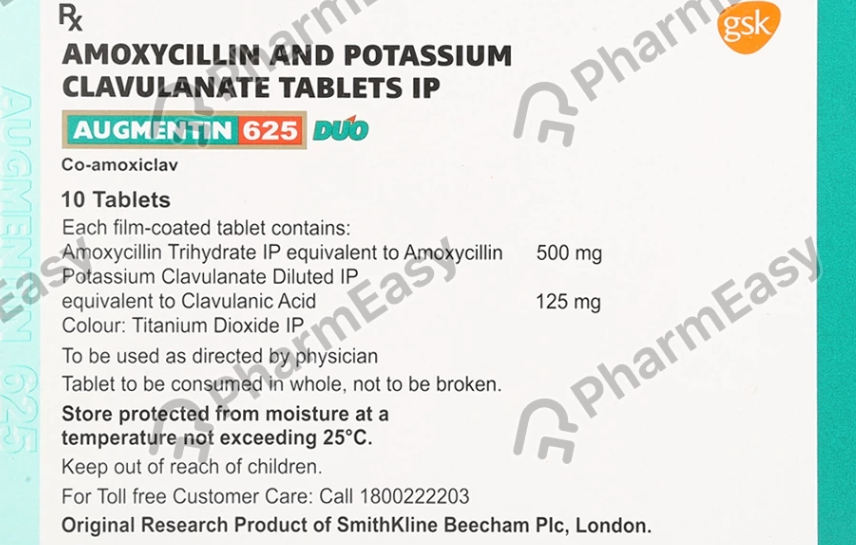 Rx
gsk
AMOXYCILLIN AND POTASSIUM
CLAVULANATE TABLETS IP
AUGMENTIN 625 DUO
Co-amoxiclav
10 Tablets
Each film-coated tablet contains:
Amoxycillin Trihydrate IP equivalent to Amoxycillin 500 mg
Potassium Clavulanate Diluted IP
equivalent to Clavulanic Acid 125 mg
Colour: Titanium Dioxide IP
To be used as directed by physician
Tablet to be consumed in whole, not to be broken.
Store protected from moisture at a
temperature not exceeding 25°C.
Keep out of reach of children.
For Toll free Customer Care: Call 1800222203
Original Research Product of SmithKline Beecham Plc, London.
AUGMENTIN 625
PharmEasy
PharmEasy